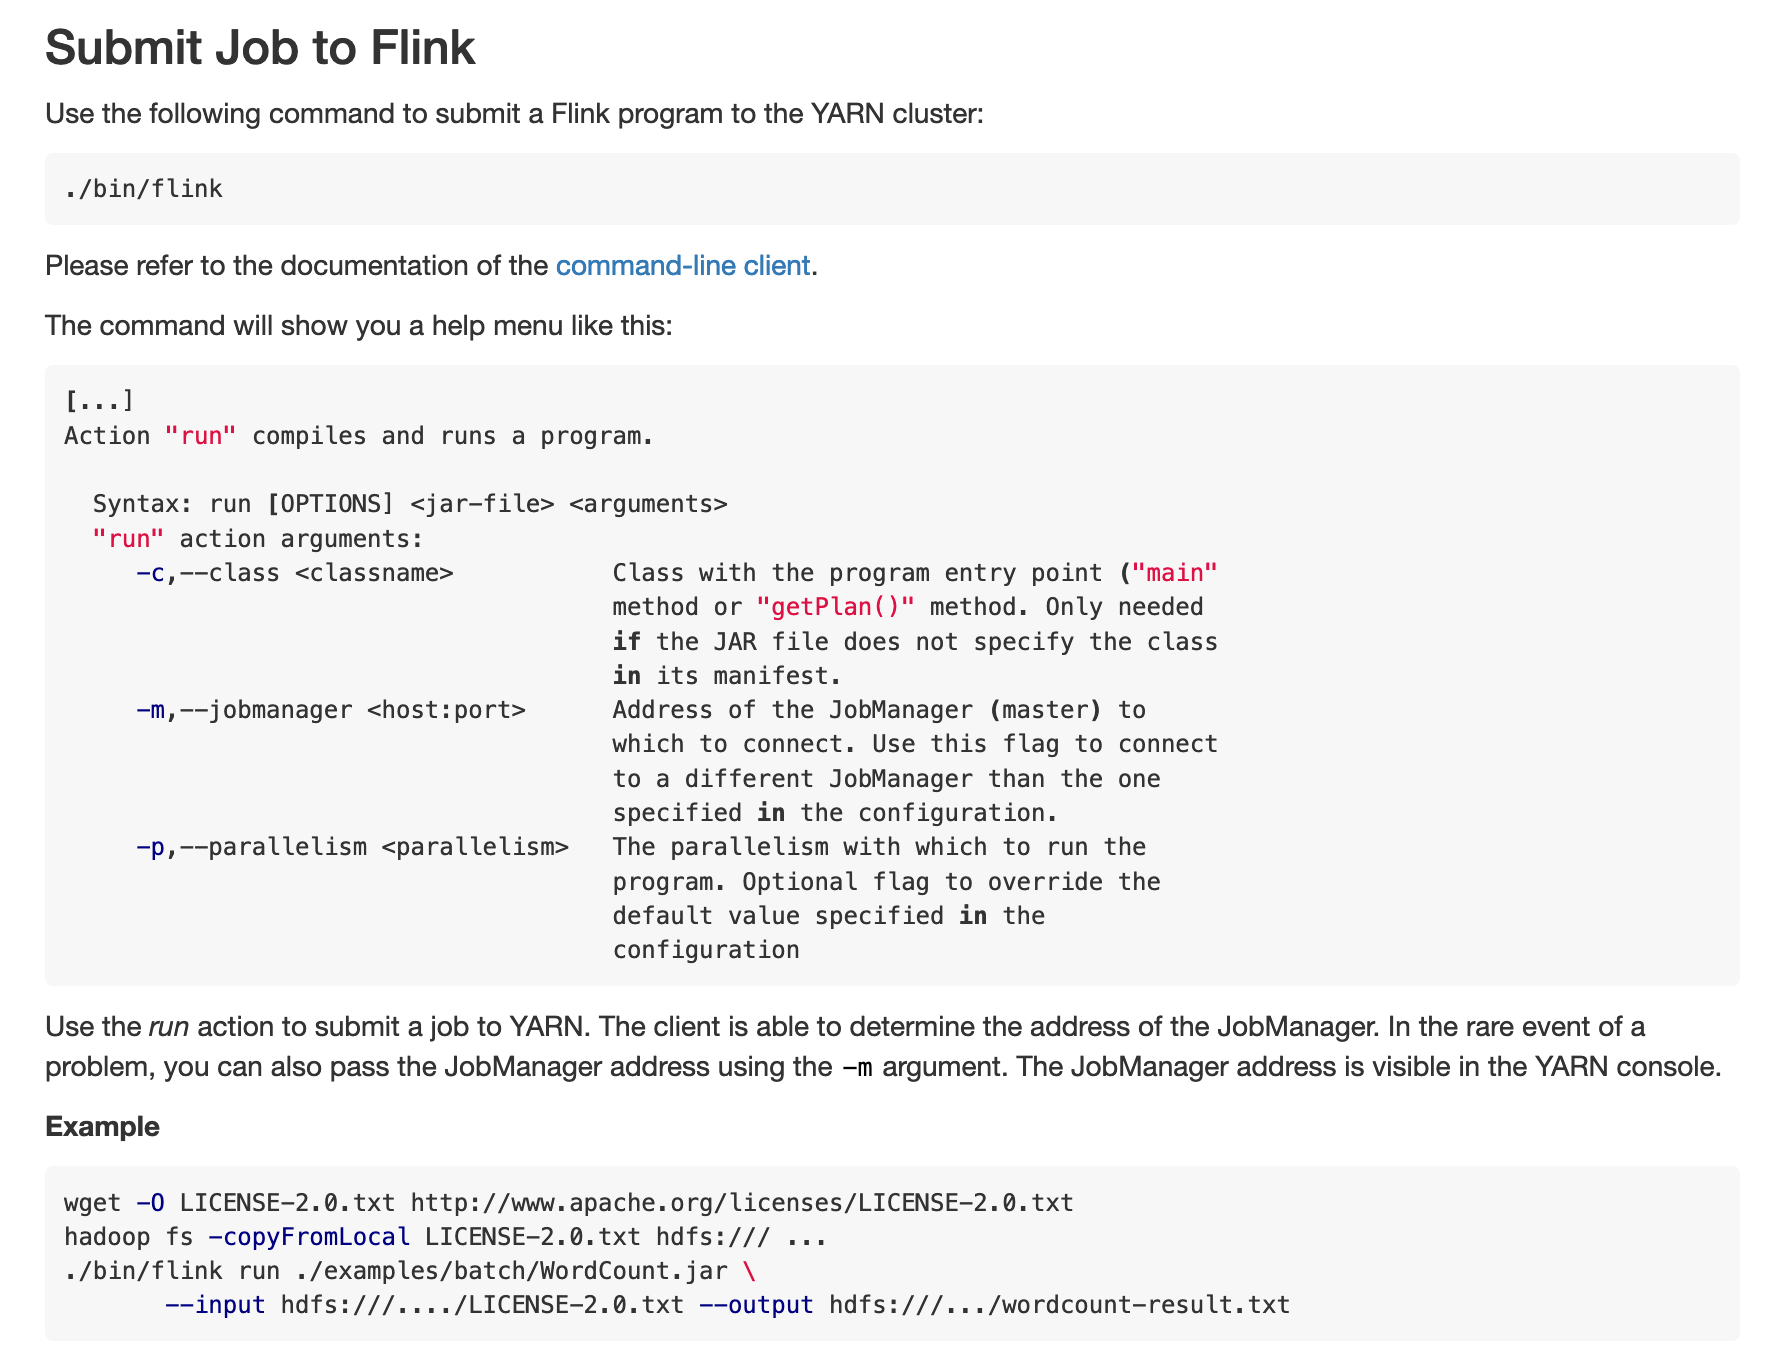 Submit Job to Flink
Use the following command to submit a Flink program to the YARN cluster:
./bin/flink
Please refer to the documentation of the command-line client.
The command will show you a help menu like this:
[...]
Action "run" compiles and runs a program.

  Syntax: run [OPTIONS] <jar-file> <arguments>
  "run" action arguments:
     -c,--class <classname>           Class with the program entry point ("main"
                                      method or "getPlan()" method. Only needed
                                      if the JAR file does not specify the class
                                      in its manifest.
     -m,--jobmanager <host:port>      Address of the JobManager (master) to
                                      which to connect. Use this flag to connect
                                      to a different JobManager than the one
                                      specified in the configuration.
     -p,--parallelism <parallelism>   The parallelism with which to run the
                                      program. Optional flag to override the
                                      default value specified in the
                                      configuration
Use the run action to submit a job to YARN. The client is able to determine the address of the JobManager. In the rare event of a
problem, you can also pass the JobManager address using the -m argument. The JobManager address is visible in the YARN console.
Example
wget -O LICENSE-2.0.txt http://www.apache.org/licenses/LICENSE-2.0.txt
hadoop fs -copyFromLocal LICENSE-2.0.txt hdfs:/// ...
./bin/flink run ./examples/batch/WordCount.jar \
       --input hdfs:///..../LICENSE-2.0.txt --output hdfs:///.../wordcount-result.txt